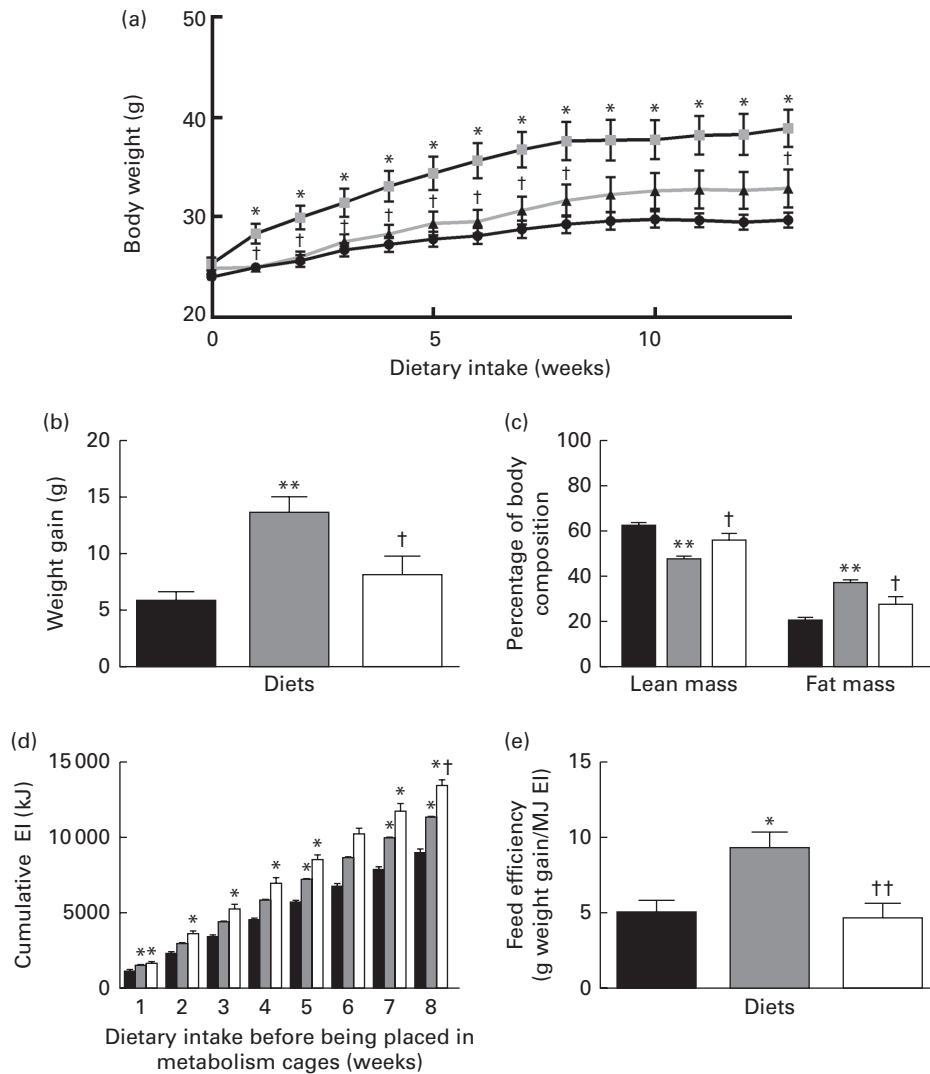 (a)
50
40
30
20
Body weight (g)
* * * * * * * * * * * * *
† † † † † † † † †
0 5 10
Dietary intake (weeks)
(b)
20
15
10
5
0
Weight gain (g)
**
†
Diets
(c)
100
80
60
40
20
0
Percentage of body
composition
**
†
**
†
Lean mass Fat mass
(d)
15 000
10 000
5000
0
Cumulative EI (kJ)
** * * * * * * * * *†
1 2 3 4 5 6 7 8
Dietary intake before being placed in
metabolism cages (weeks)
(e)
15
10
5
0
Feed efficiency
(g weight gain/MJ EI)
*
††
Diets